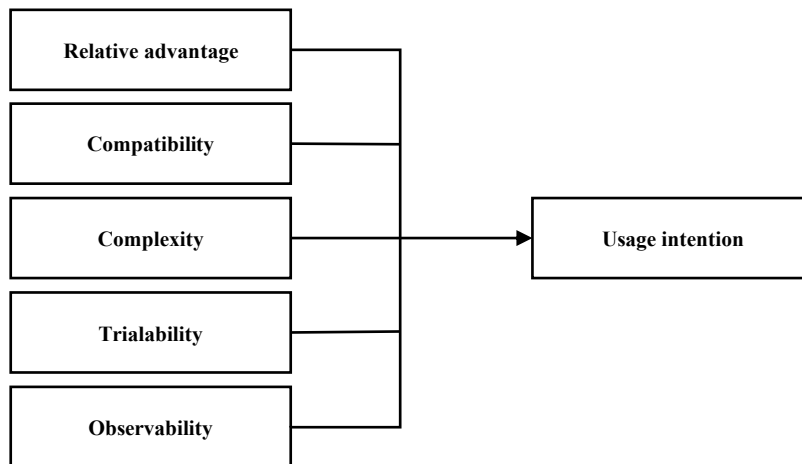 Relative advantage
Compatibility
Complexity
Usage intention
Trialability
Observability